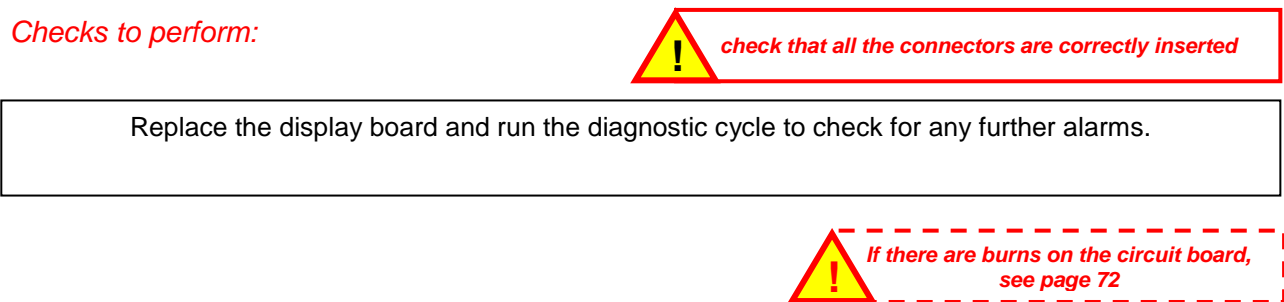 Checks to perform:
! check that all the connectors are correctly inserted
Replace the display board and run the diagnostic cycle to check for any further alarms.
! If there are burns on the circuit board,
see page 72